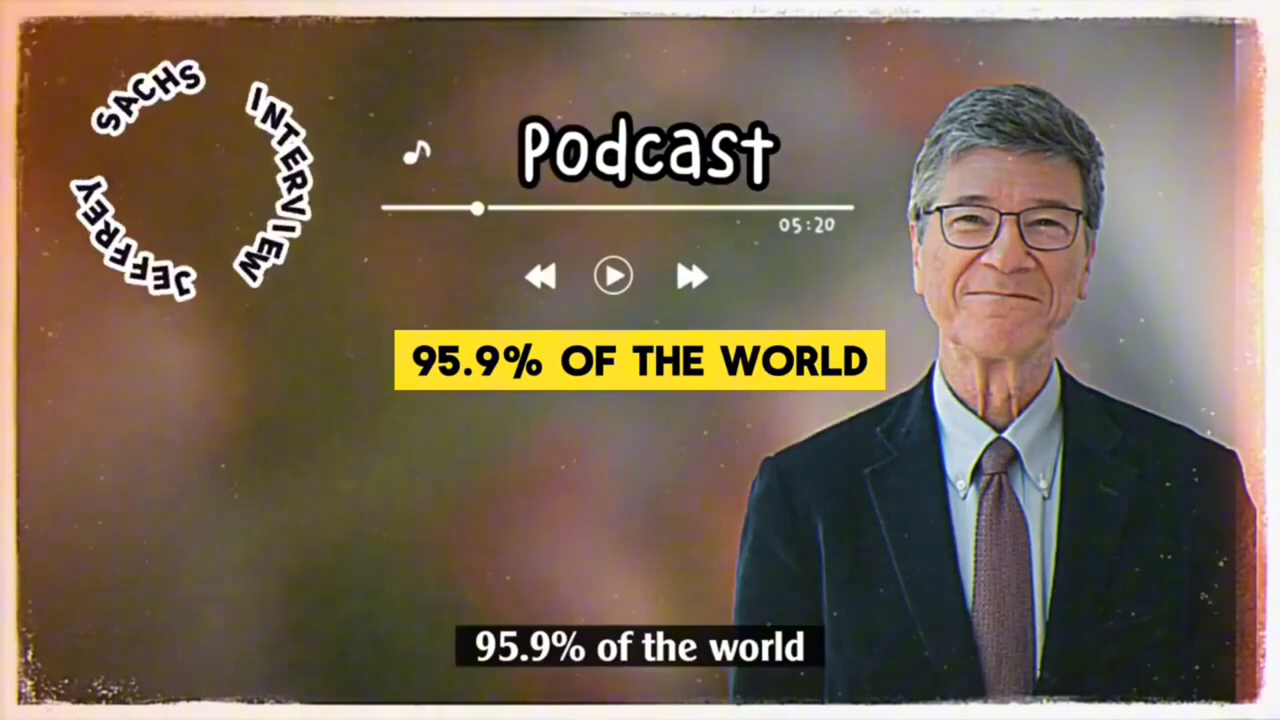 JEFFREY SACHS INTERVIEW
Podcast
05:20
95.9% OF THE WORLD
95.9% of the world